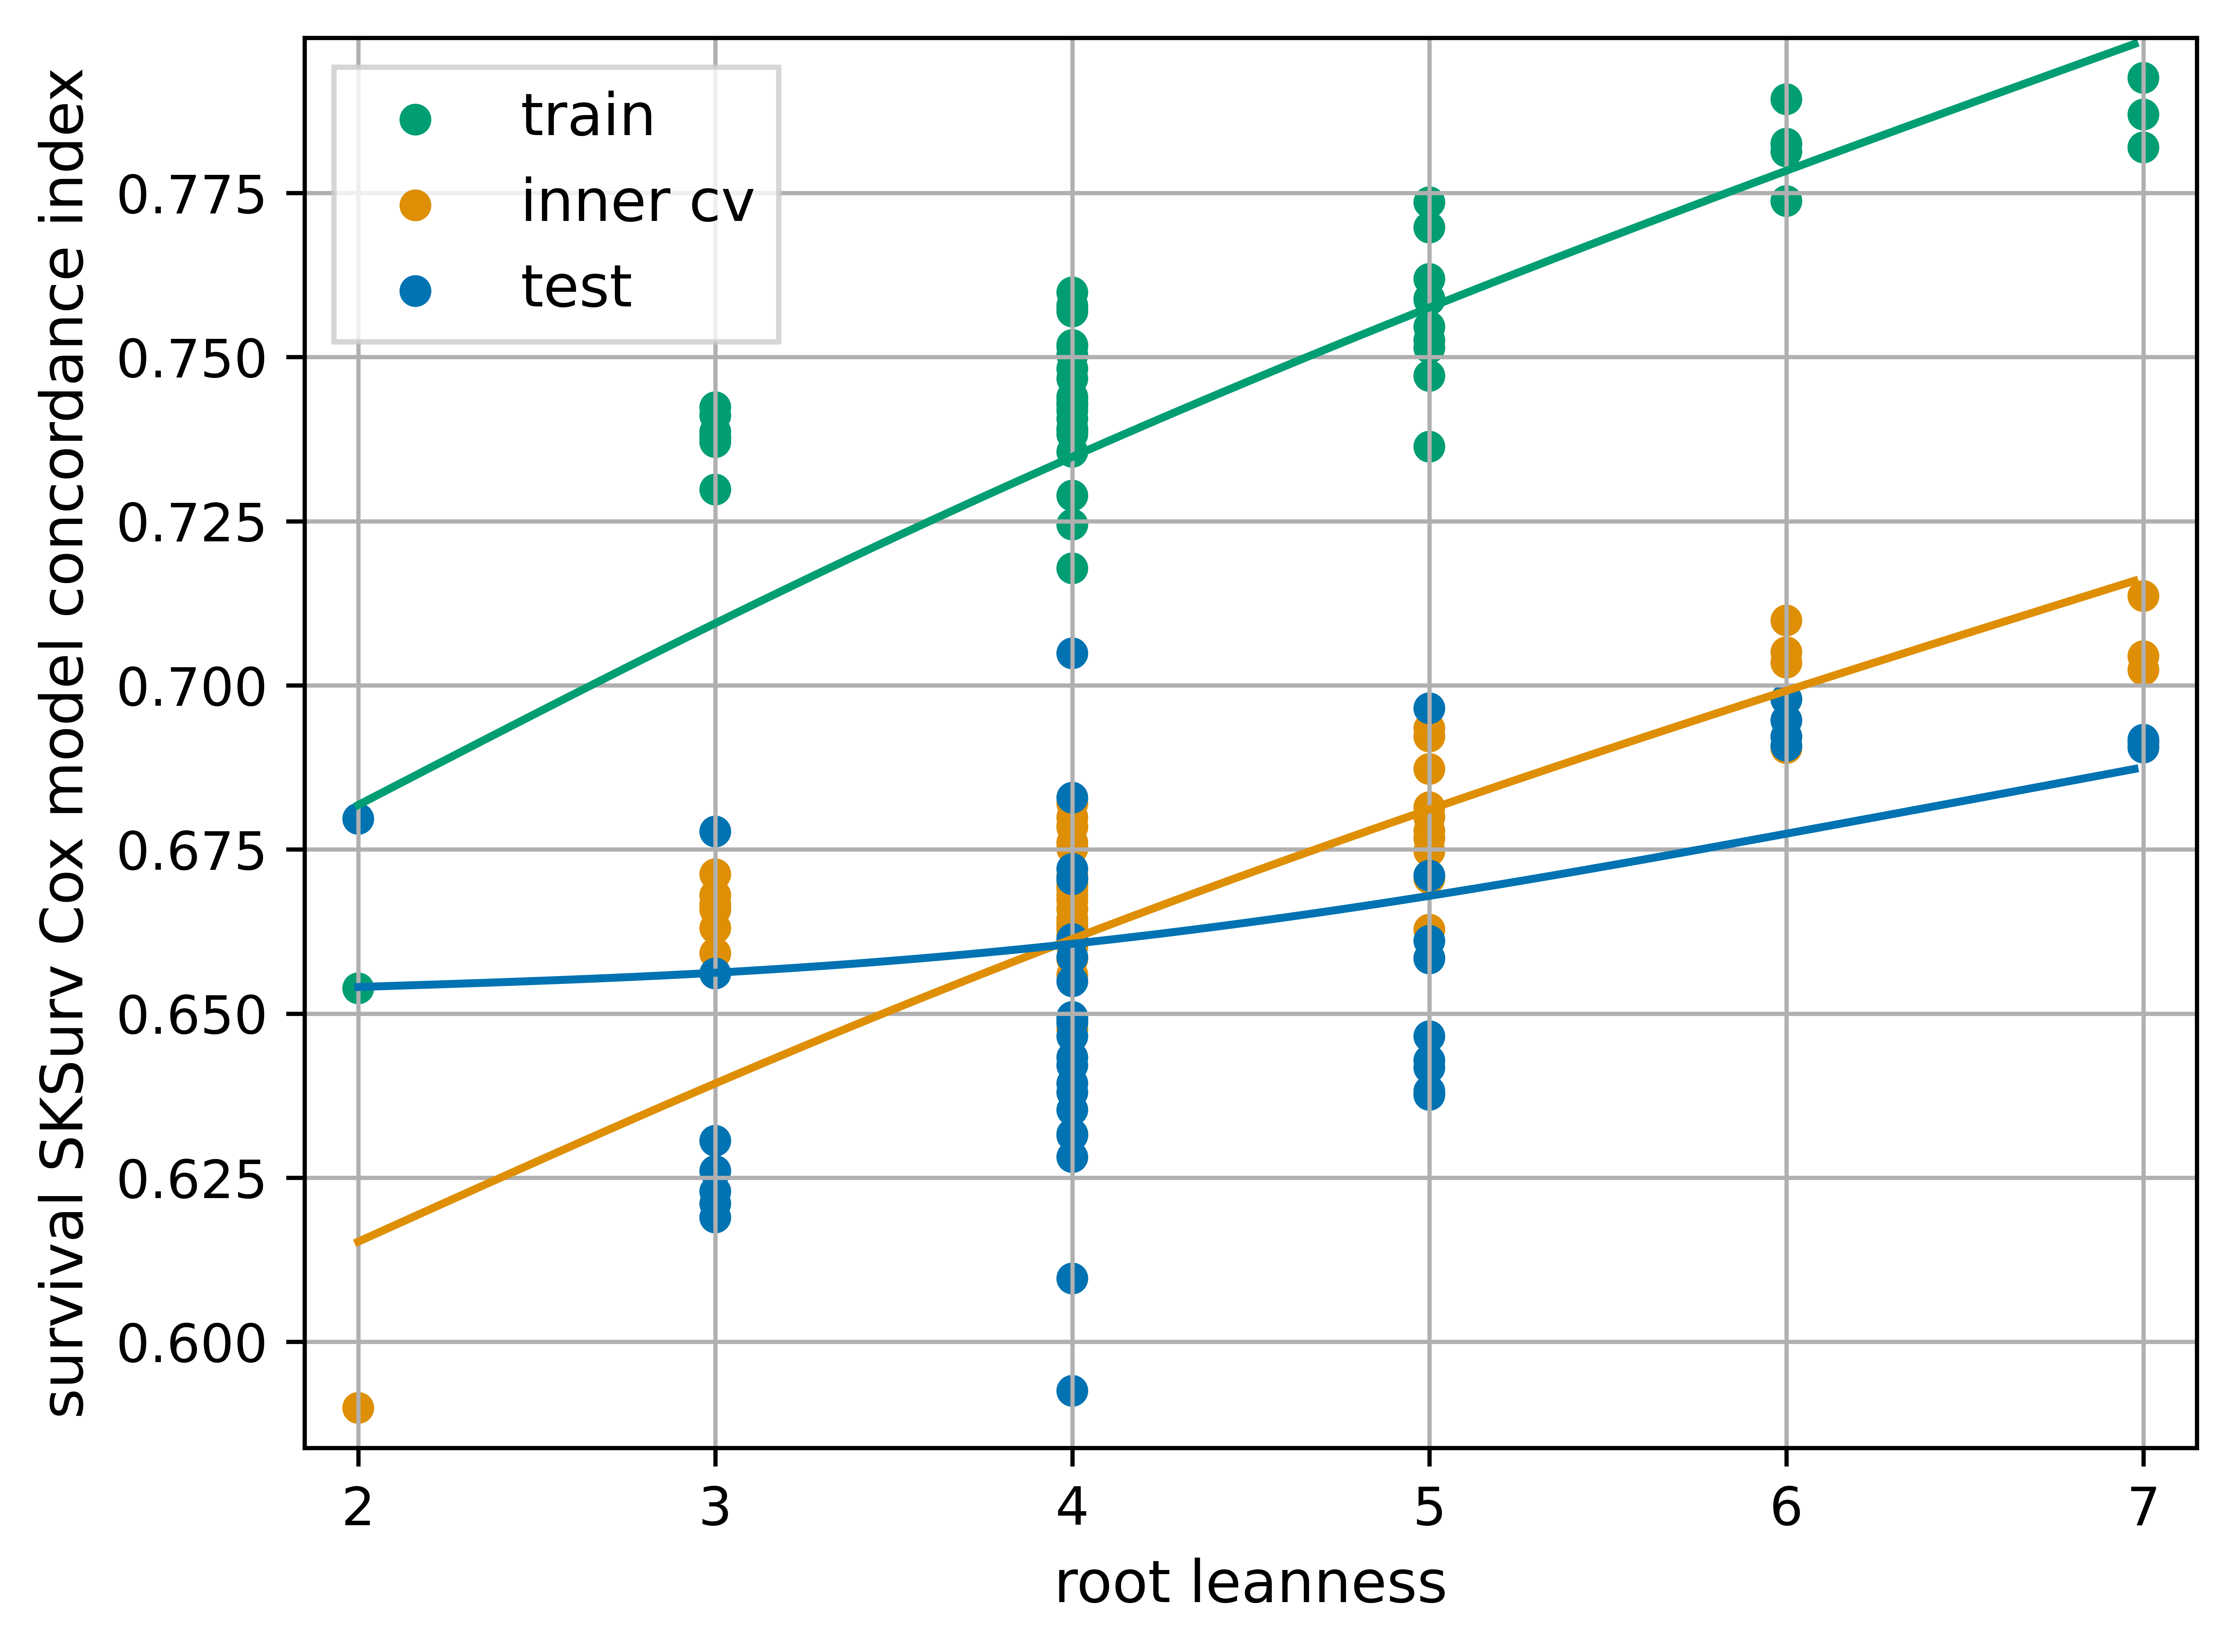 survival SKSurv Cox model concordance index
train
inner cv
test
0.775
0.750
0.725
0.700
0.675
0.650
0.625
0.600
2 3 4 5 6 7
root leanness